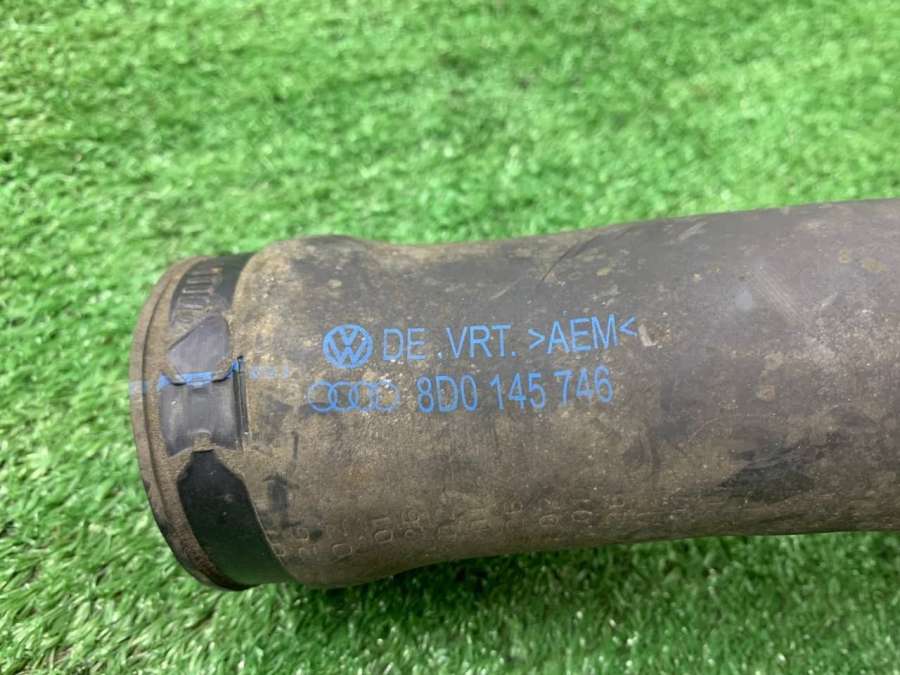 DE .VRT. >AEM<
8D0 145 746